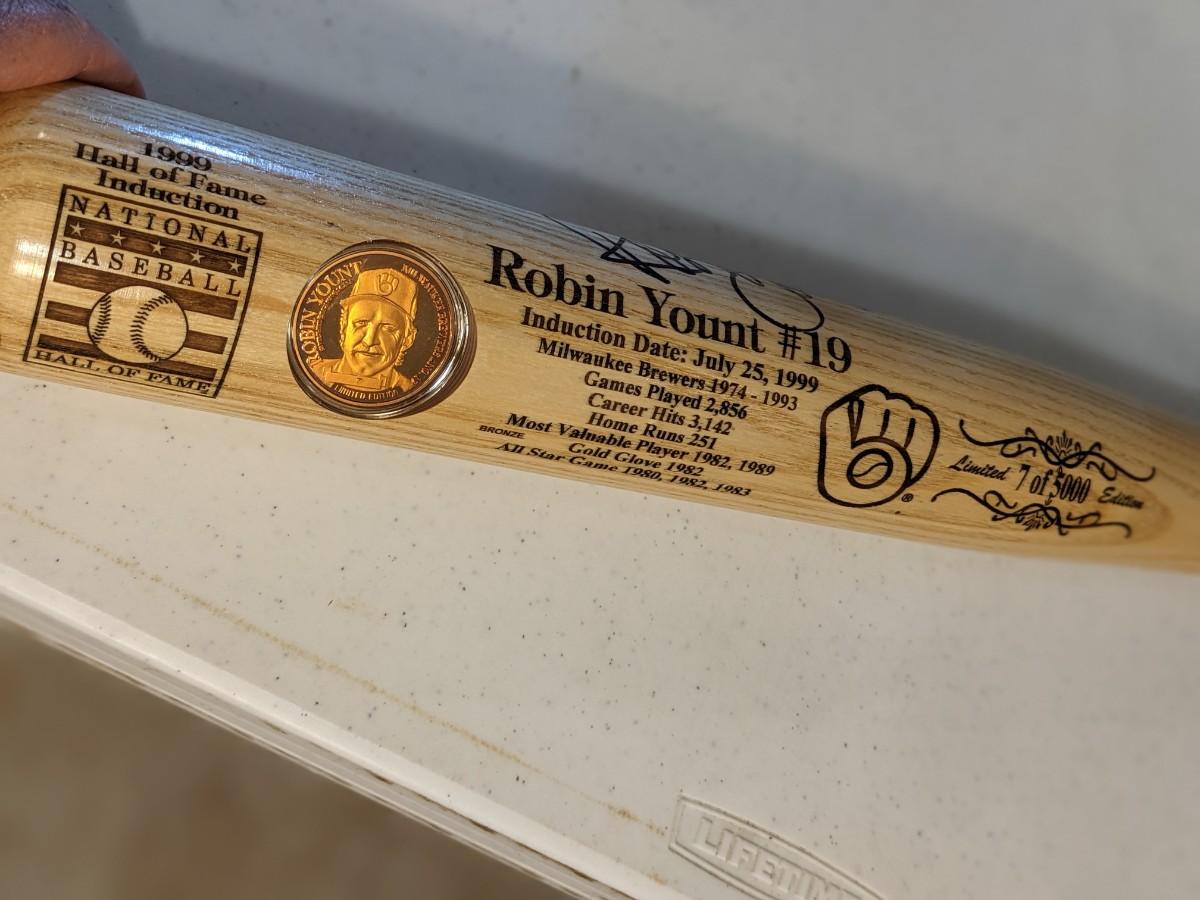 1999
Hall of Fame
Induction
NATIONAL
BASEBALL
HALL OF FAME
ROBIN YOUNT
MILWAUKEE BREWERS
LIMITED EDITION
Robin Yount #19
Induction Date: July 25, 1999
Milwaukee Brewers 1974 - 1993
Games Played 2,856
Career Hits 3,142
Home Runs 251
Most Valuable Player 1982, 1989
Gold Glove 1982
All Star Game 1980, 1982, 1983
BRONZE
®
Limited 7 of 5000 Edition
LIFETIME